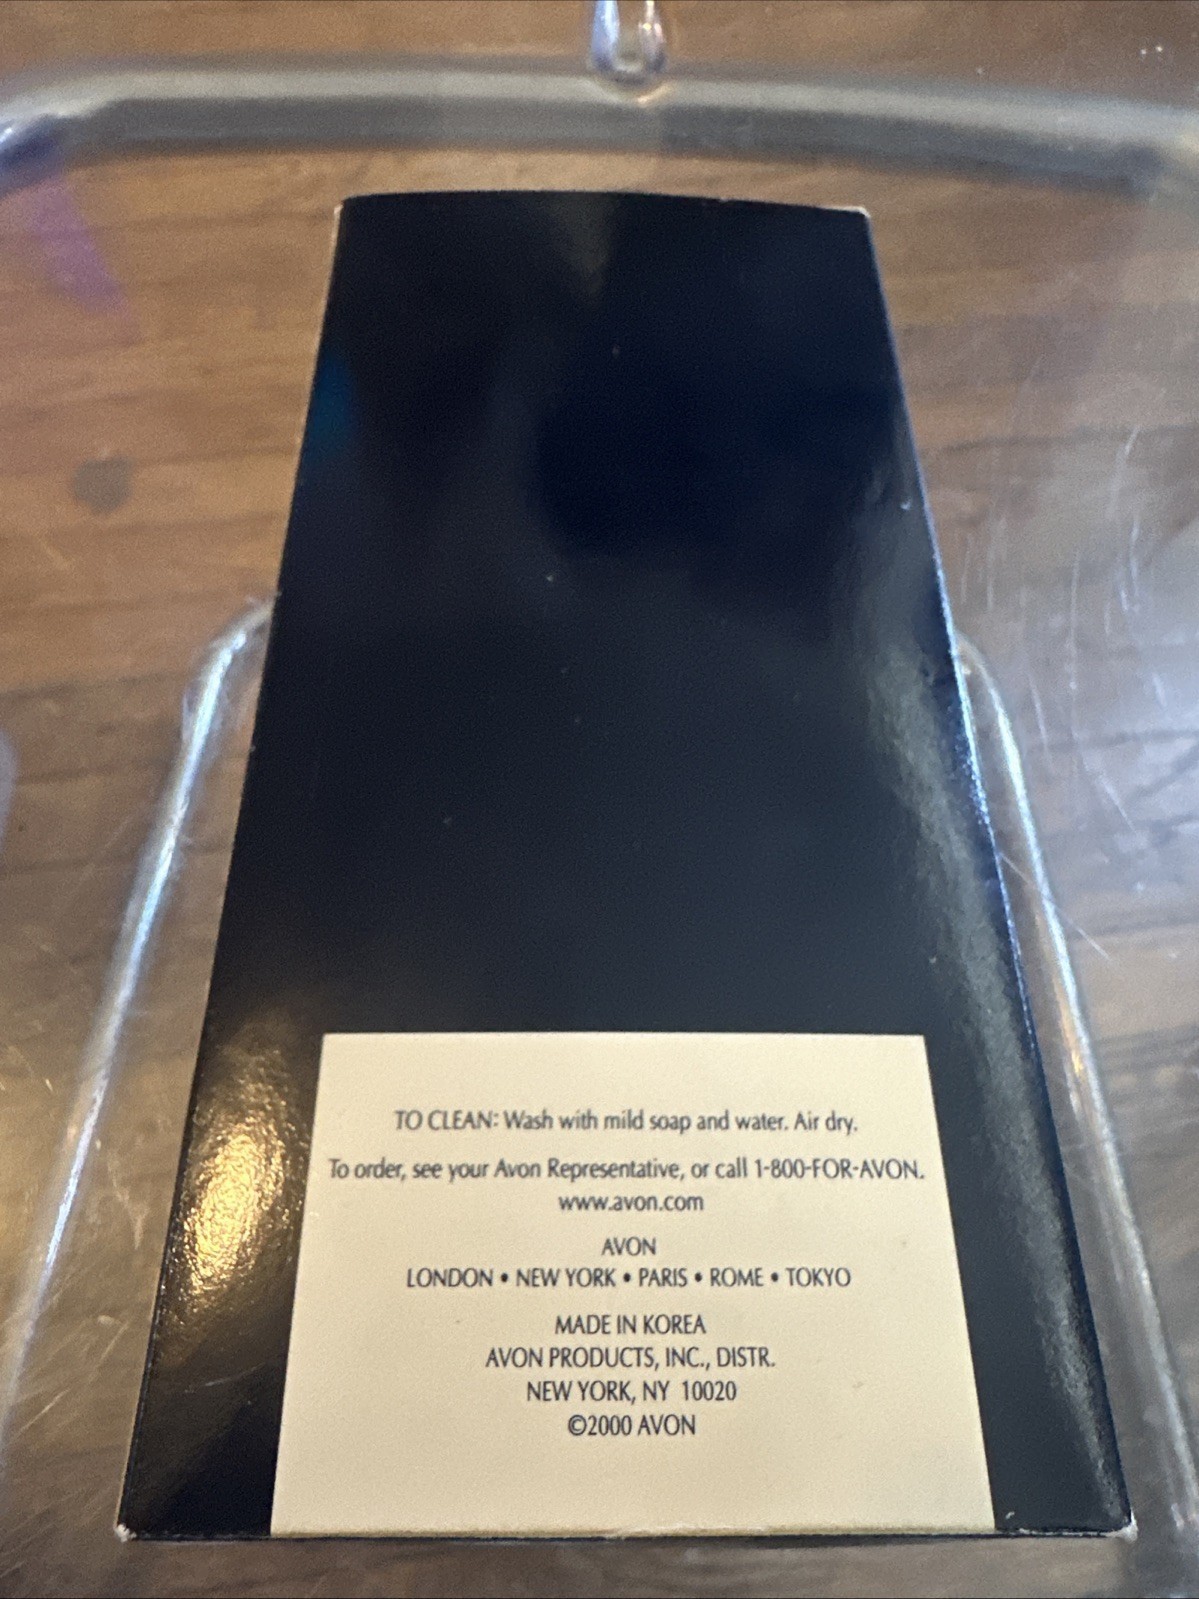 TO CLEAN: Wash with mild soap and water. Air dry.
To order, see your Avon Representative, or call 1-800-FOR-AVON.
www.avon.com
AVON
LONDON • NEW YORK • PARIS • ROME • TOKYO
MADE IN KOREA
AVON PRODUCTS, INC., DISTR.
NEW YORK, NY 10020
©2000 AVON